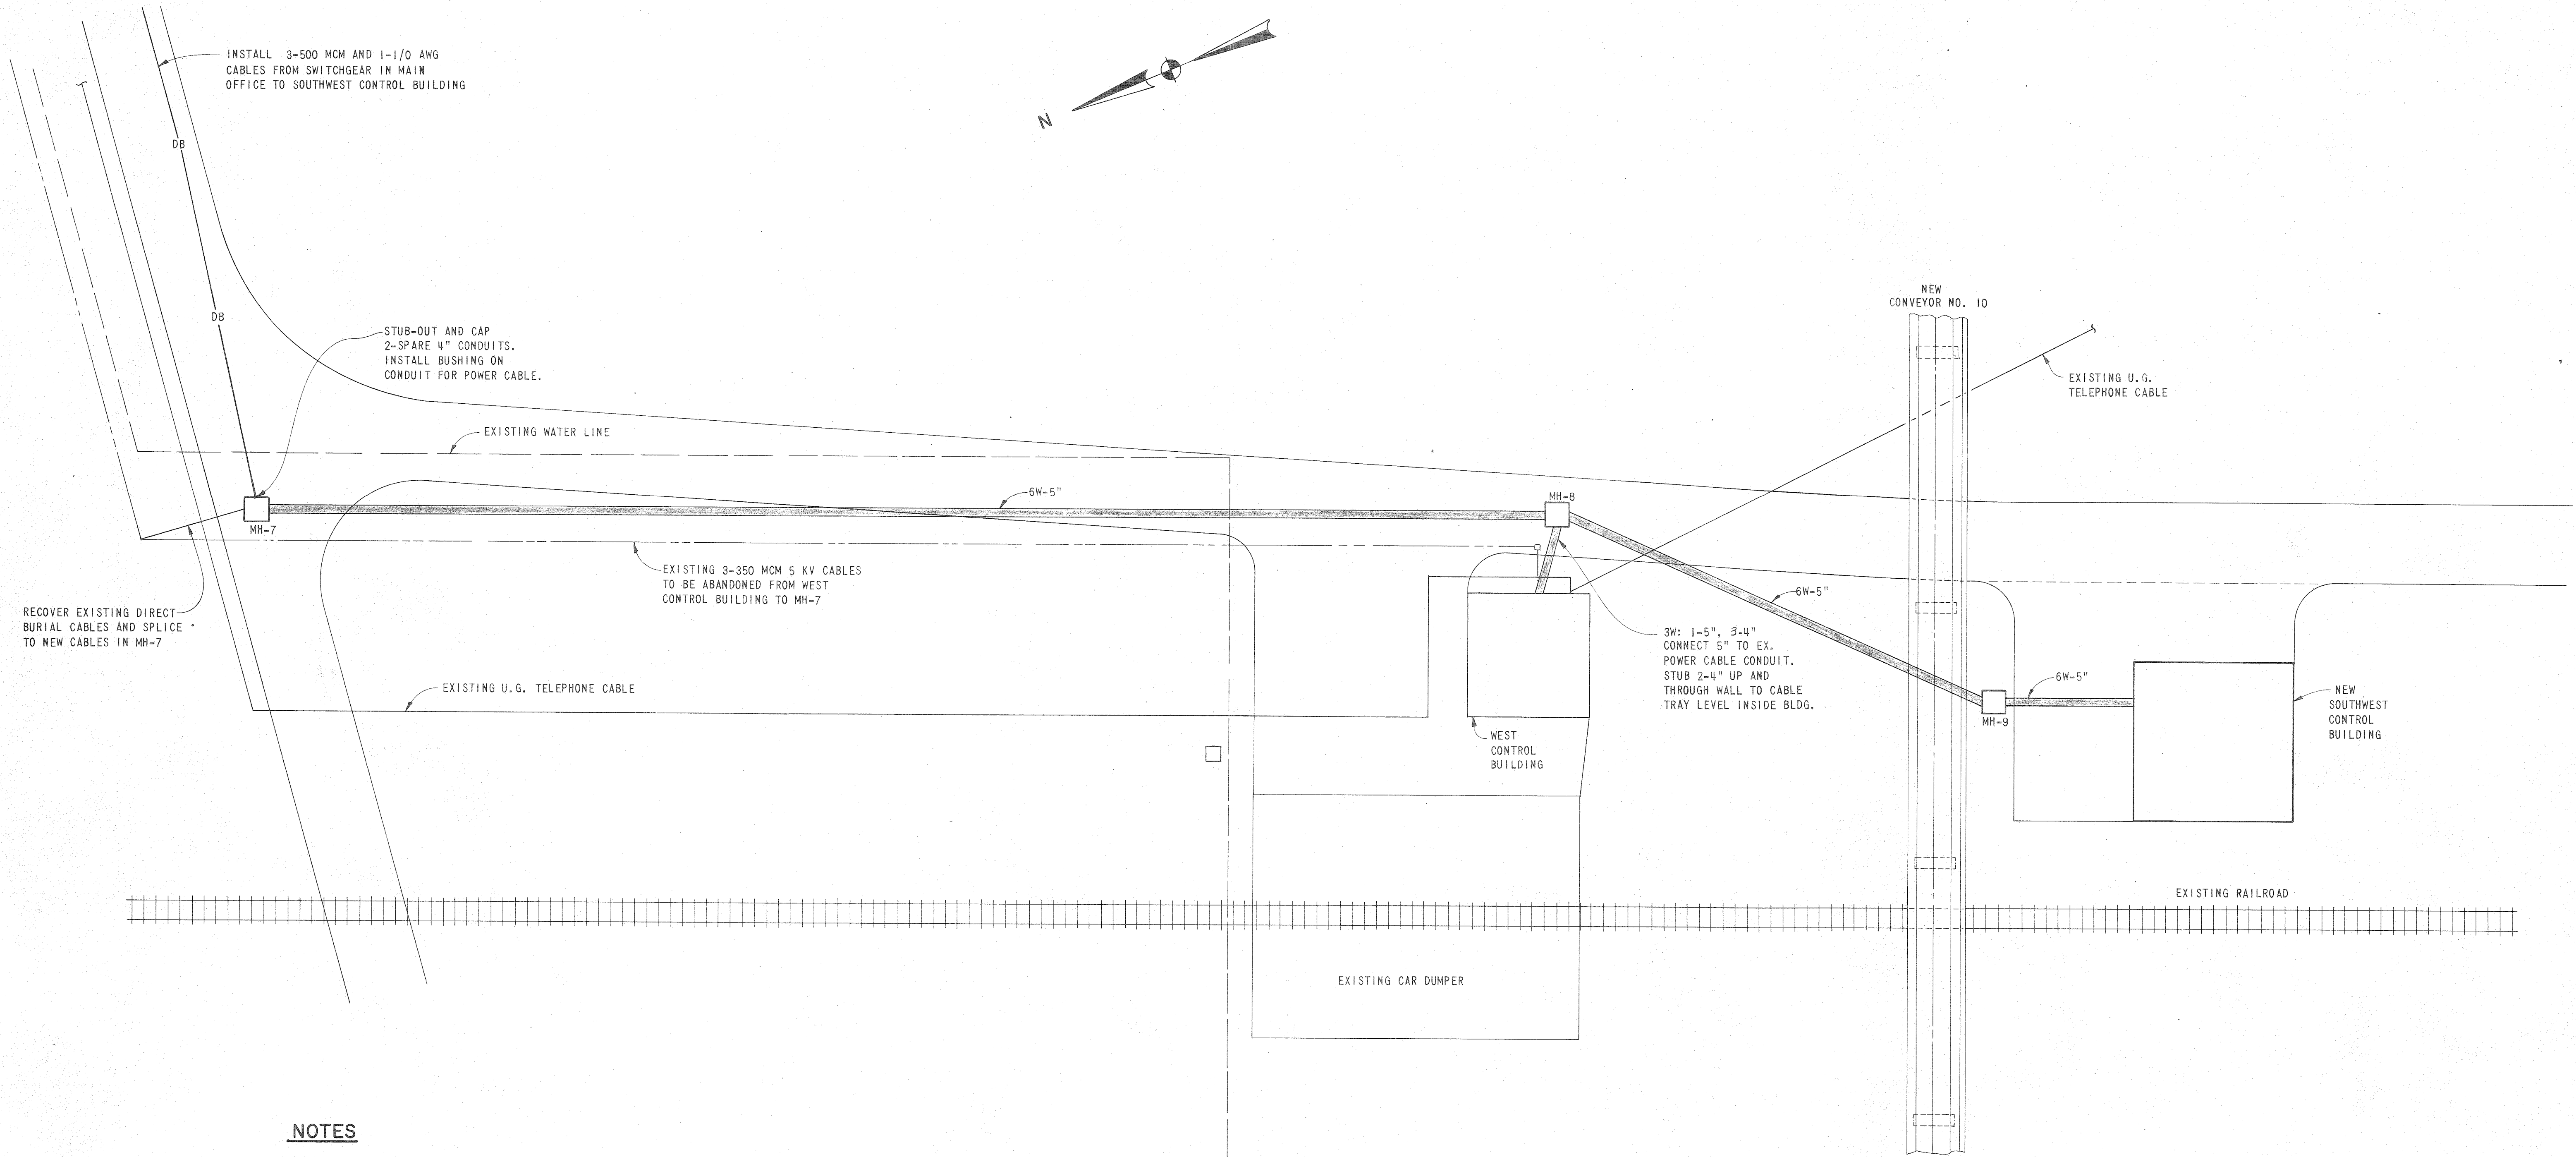 INSTALL 3-500 MCM AND 1-1/0 AWG
CABLES FROM SWITCHGEAR IN MAIN
OFFICE TO SOUTHWEST CONTROL BUILDING
N
DB
DB
STUB-OUT AND CAP
2-SPARE 4" CONDUITS.
INSTALL BUSHING ON
CONDUIT FOR POWER CABLE.
NEW
CONVEYOR NO. 10
EXISTING U.G.
TELEPHONE CABLE
EXISTING WATER LINE
6W-5"
MH-8
MH-7
EXISTING 3-350 MCM 5 KV CABLES
TO BE ABANDONED FROM WEST
CONTROL BUILDING TO MH-7
RECOVER EXISTING DIRECT
BURIAL CABLES AND SPLICE
TO NEW CABLES IN MH-7
6W-5"
3W: 1-5", 3-4"
CONNECT 5" TO EX.
POWER CABLE CONDUIT.
STUB 2-4" UP AND
THROUGH WALL TO CABLE
TRAY LEVEL INSIDE BLDG.
EXISTING U.G. TELEPHONE CABLE
6W-5"
MH-9
NEW
SOUTHWEST
CONTROL
BUILDING
WEST
CONTROL
BUILDING
EXISTING RAILROAD
EXISTING CAR DUMPER
NOTES